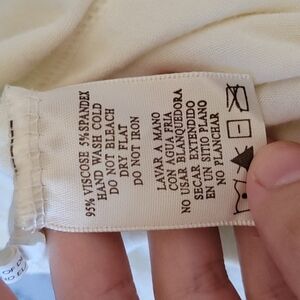 95% VISCOSE 5% SPANDEX
HAND WASH COLD
DO NOT BLEACH
DRY FLAT
DO NOT IRON
LAVAR A MANO
CON AGUA FRIA
NO USAR BLANQUEDORA
SECAR EXTENDIDO
EN UN SITIO PLANO
NO PLANCHAR